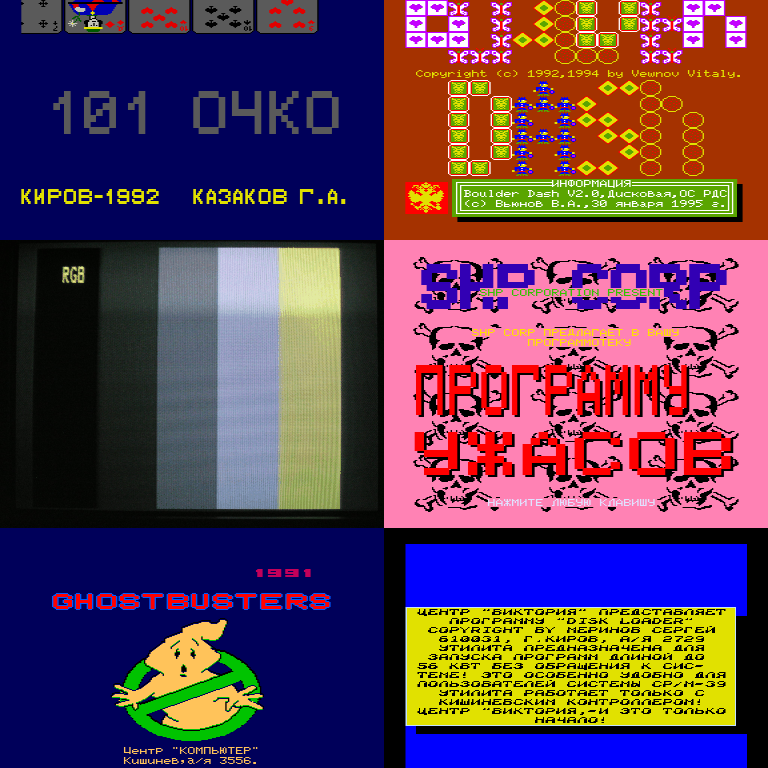 101 ОЧКО
КИРОВ-1992 КАЗАКОВ Г.А.
Copyright (c) 1992,1994 by Vewnov Vitaly.
DASH
ИНФОРМАЦИЯ
Boulder Dash V2.0,Дисковая,ОС РДС
(c) Вьюнов В.А.,30 января 1995 г.
RGB
SHP CORP
SHP CORPORATION PRESENT
SHP CORP ПРЕДЛАГАЕТ В ВАШУ
ПРОГРАММОТЕКУ
ПРОГРАММУ
УЖАСОВ
НАЖМИТЕ ЛЮБУЮ КЛАВИШУ
1991
GHOSTBUSTERS
Центр "КОМПЬЮТЕР"
Кишинев,а/я 3556.
ЦЕНТР "ВИКТОРИЯ" ПРЕДСТАВЛЯЕТ
ПРОГРАММУ "DISK LOADER"
COPYRIGHT BY МЕРИНОВ СЕРГЕЙ
610031, Г.КИРОВ, А/Я 2729
УТИЛИТА ПРЕДНАЗНАЧЕНА ДЛЯ
ЗАПУСКА ПРОГРАММ ДЛИНОЙ ДО
56 КБТ БЕЗ ОБРАЩЕНИЯ К СИС-
ТЕМЕ! ЭТО ОСОБЕННО УДОБНО ДЛЯ
ПОЛЬЗОВАТЕЛЕЙ СИСТЕМЫ CP/M-39
УТИЛИТА РАБОТАЕТ ТОЛЬКО С
КИШИНЕВСКИМ КОНТРОЛЛЕРОМ!
ЦЕНТР "ВИКТОРИЯ,-И ЭТО ТОЛЬКО
НАЧАЛО!